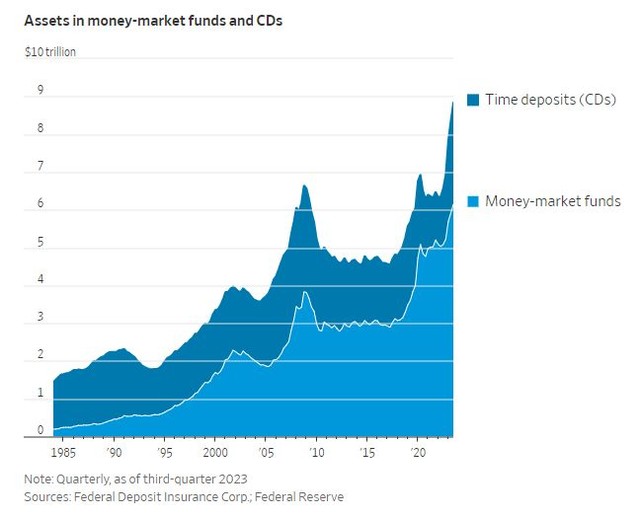 Assets in money-market funds and CDs
$10 trillion
9
8
7
6
5
4
3
2
1
0
1985 '90 '95 2000 '05 '10 '15 '20
Time deposits (CDs)
Money-market funds
Note: Quarterly, as of third-quarter 2023
Sources: Federal Deposit Insurance Corp.; Federal Reserve